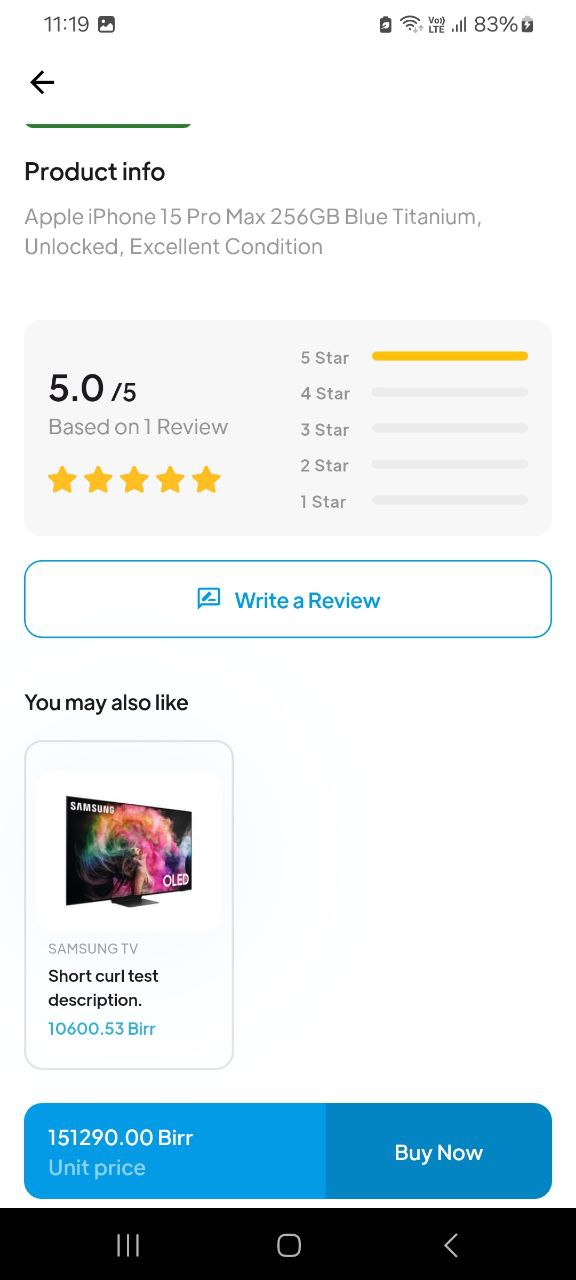 11:19
Vo)) LTE
83%
Product info
Apple iPhone 15 Pro Max 256GB Blue Titanium,
Unlocked, Excellent Condition
5.0 /5
Based on 1 Review
5 Star
4 Star
3 Star
2 Star
1 Star
Write a Review
You may also like
SAMSUNG
OLED
SAMSUNG TV
Short curl test
description.
10600.53 Birr
151290.00 Birr
Unit price
Buy Now